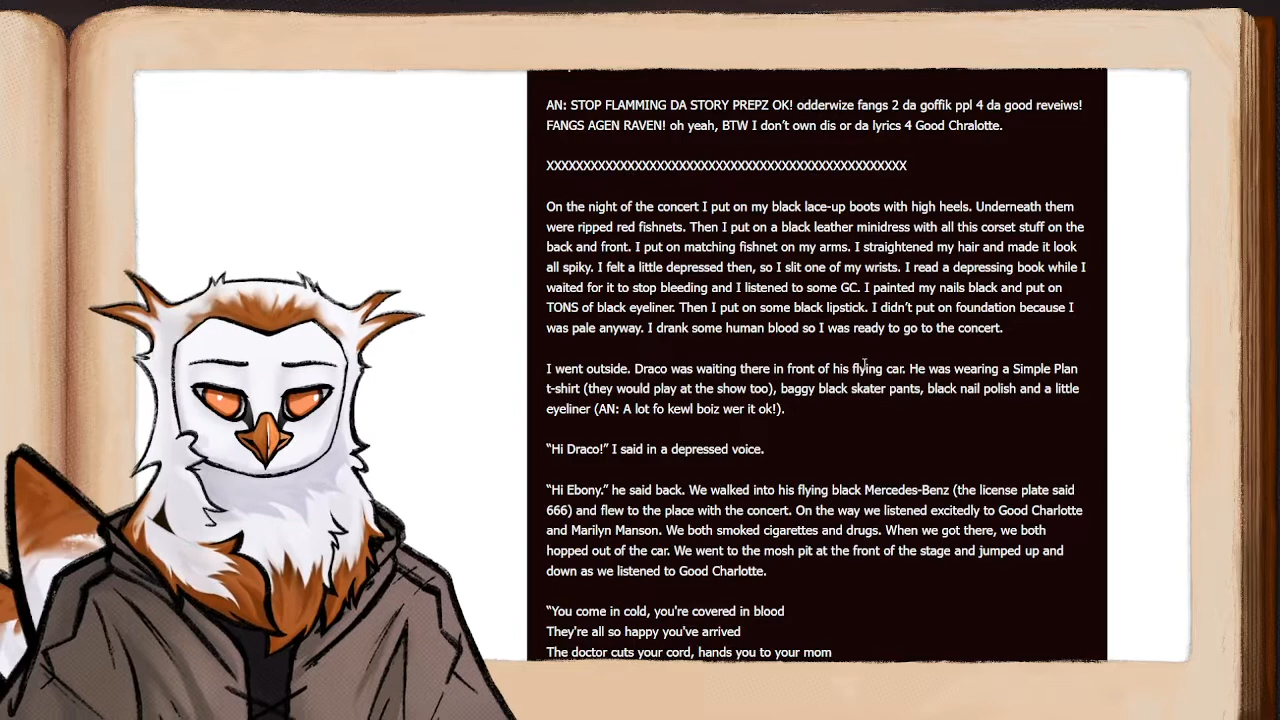 AN: STOP FLAMMING DA STORY PREPZ OK! odderwize fangs 2 da goffik ppl 4 da good reveiws!
FANGS AGEN RAVEN! oh yeah, BTW I don’t own dis or da lyrics 4 Good Chralotte.
XXXXXXXXXXXXXXXXXXXXXXXXXXXXXXXXXXXXXXXXXXXXXXXXX
On the night of the concert I put on my black lace-up boots with high heels. Underneath them
were ripped red fishnets. Then I put on a black leather minidress with all this corset stuff on the
back and front. I put on matching fishnet on my arms. I straightened my hair and made it look
all spiky. I felt a little depressed then, so I slit one of my wrists. I read a depressing book while I
waited for it to stop bleeding and I listened to some GC. I painted my nails black and put on
TONS of black eyeliner. Then I put on some black lipstick. I didn’t put on foundation because I
was pale anyway. I drank some human blood so I was ready to go to the concert.
I went outside. Draco was waiting there in front of his flying car. He was wearing a Simple Plan
t-shirt (they would play at the show too), baggy black skater pants, black nail polish and a little
eyeliner (AN: A lot fo kewl boiz wer it ok!).
“Hi Draco!” I said in a depressed voice.
“Hi Ebony.” he said back. We walked into his flying black Mercedes-Benz (the license plate said
666) and flew to the place with the concert. On the way we listened excitedly to Good Charlotte
and Marilyn Manson. We both smoked cigarettes and drugs. When we got there, we both
hopped out of the car. We went to the mosh pit at the front of the stage and jumped up and
down as we listened to Good Charlotte.
“You come in cold, you're covered in blood
They're all so happy you've arrived
The doctor cuts your cord, hands you to your mom